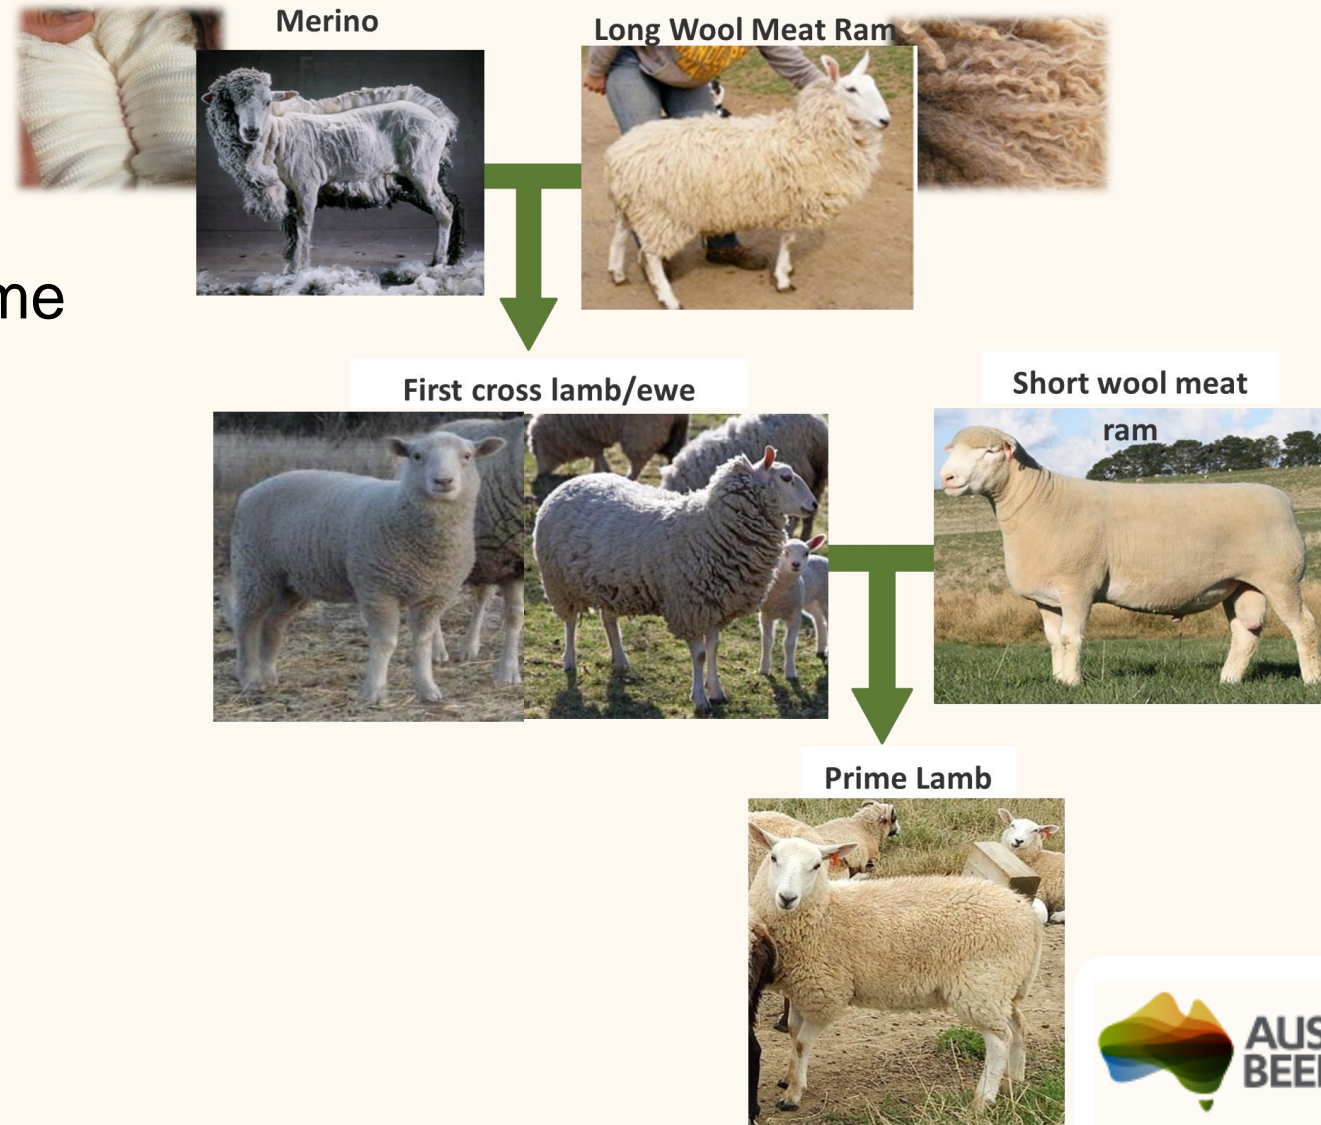 Merino
Long Wool Meat Ram
me
First cross lamb/ewe
Short wool meat
ram
Prime Lamb
AUS
BEE